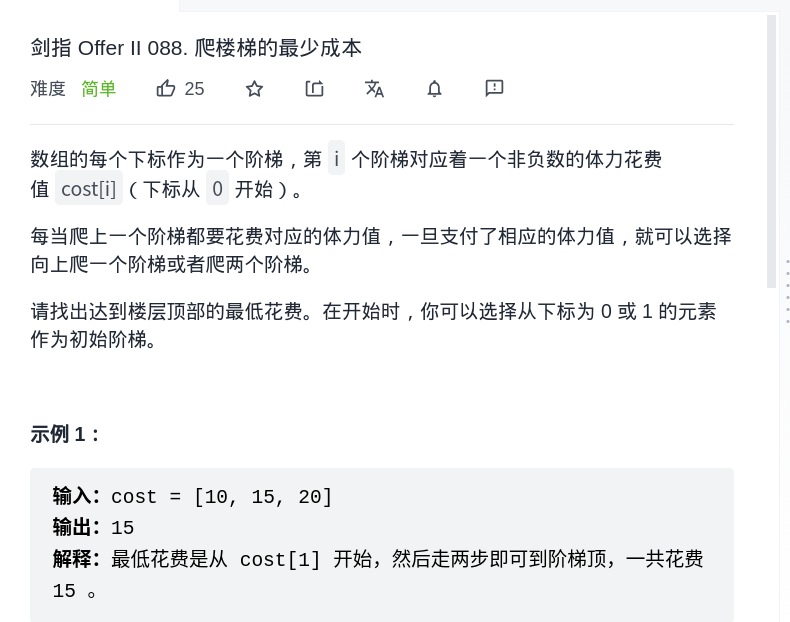 剑指 Offer II 088. 爬楼梯的最少成本
难度 简单 25
数组的每个下标作为一个阶梯，第 i 个阶梯对应着一个非负数的体力花费
值 cost[i]（下标从 0 开始）。
每当爬上一个阶梯都要花费对应的体力值，一旦支付了相应的体力值，就可以选择
向上爬一个阶梯或者爬两个阶梯。
请找出达到楼层顶部的最低花费。在开始时，你可以选择从下标为 0 或 1 的元素
作为初始阶梯。
示例 1：
输入：cost = [10, 15, 20]
输出：15
解释：最低花费是从 cost[1] 开始，然后走两步即可到阶梯顶，一共花费
15 。